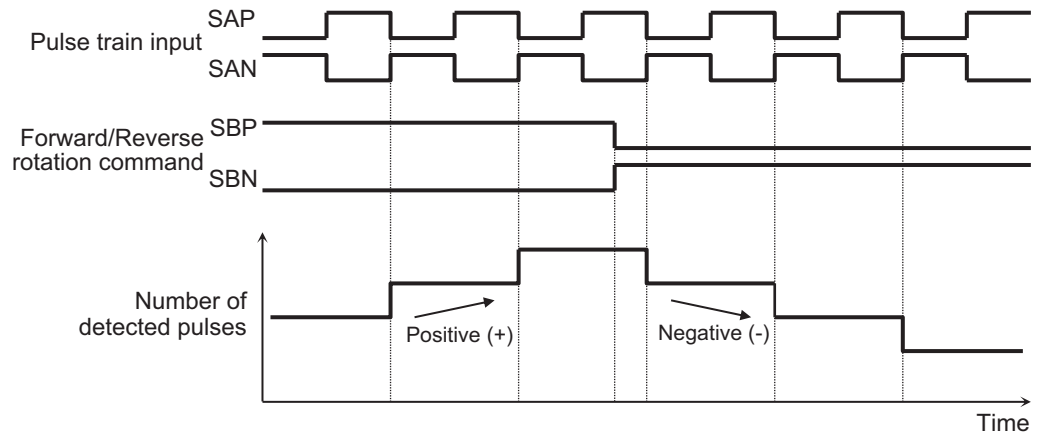 SAP
Pulse train input
SAN
Forward/Reverse
rotation command
SBP
SBN
Number of
detected pulses
Positive (+)
Negative (-)
Time